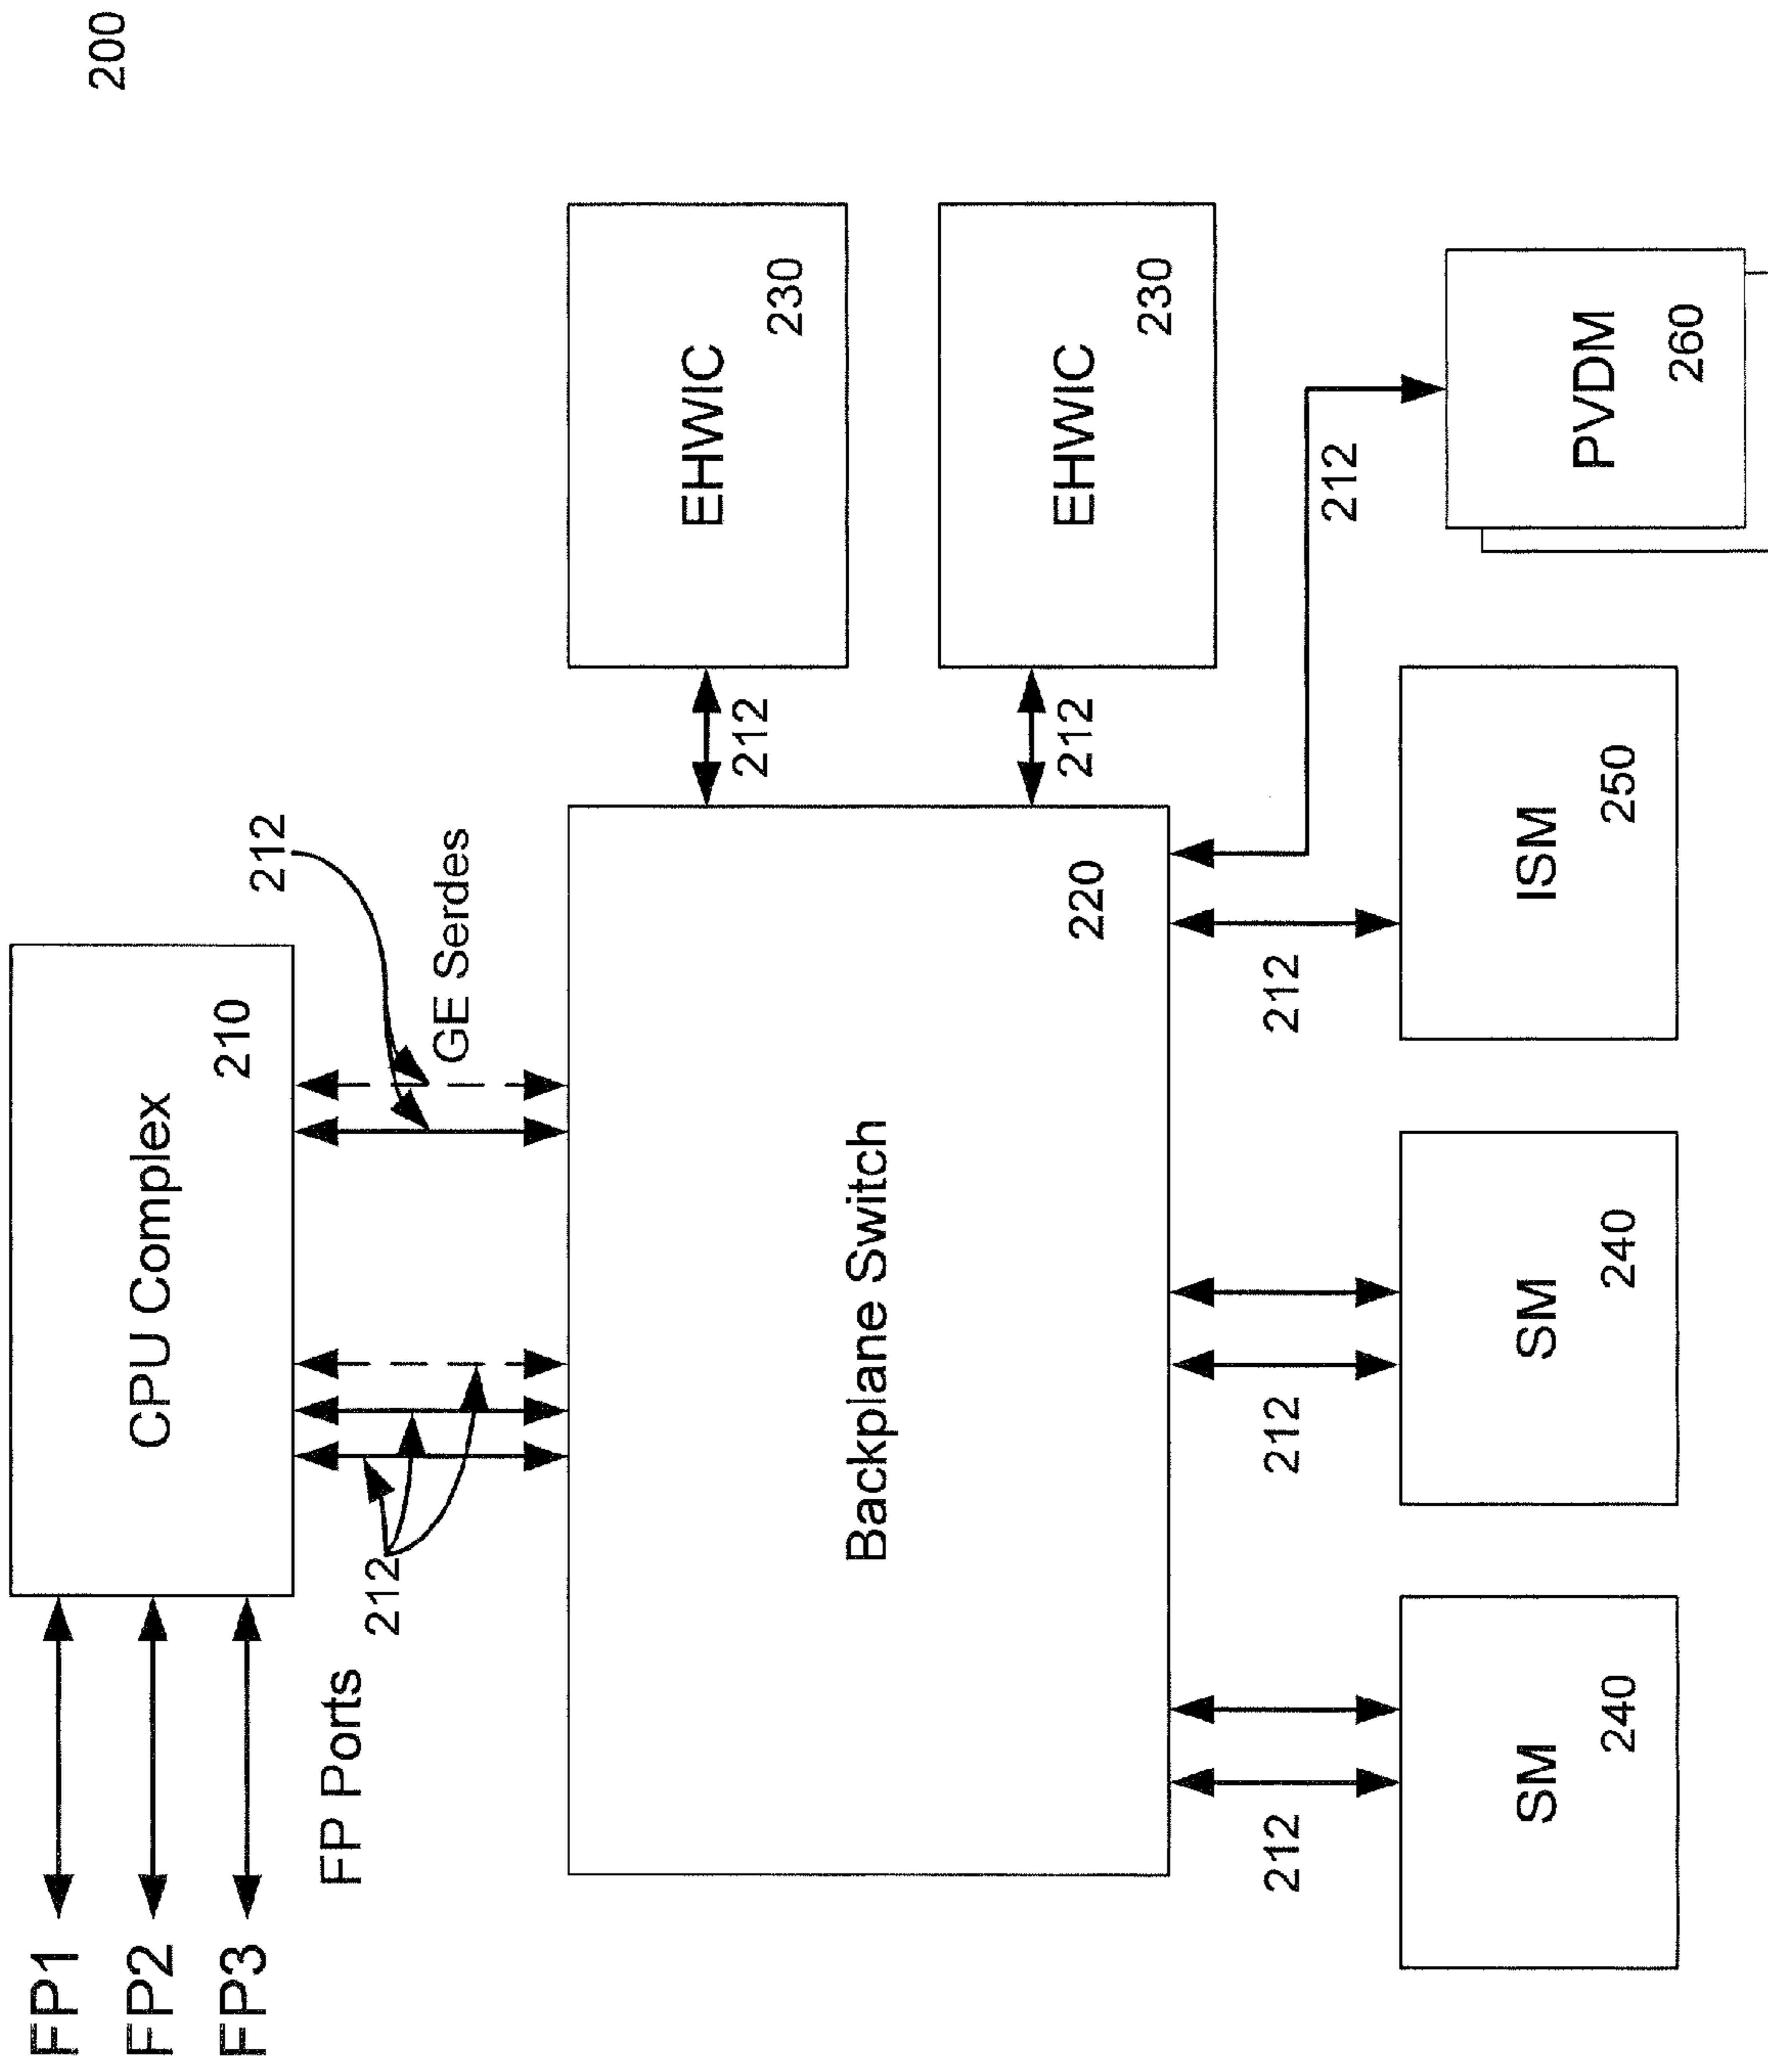 200
FP1
FP2
FP3
CPU Complex
210
FP Ports
212
212
GE Serdes
Backplane Switch
220
212
EHWIC
230
212
EHWIC
230
212
212
212
212
SM
240
SM
240
ISM
250
PVDM
260